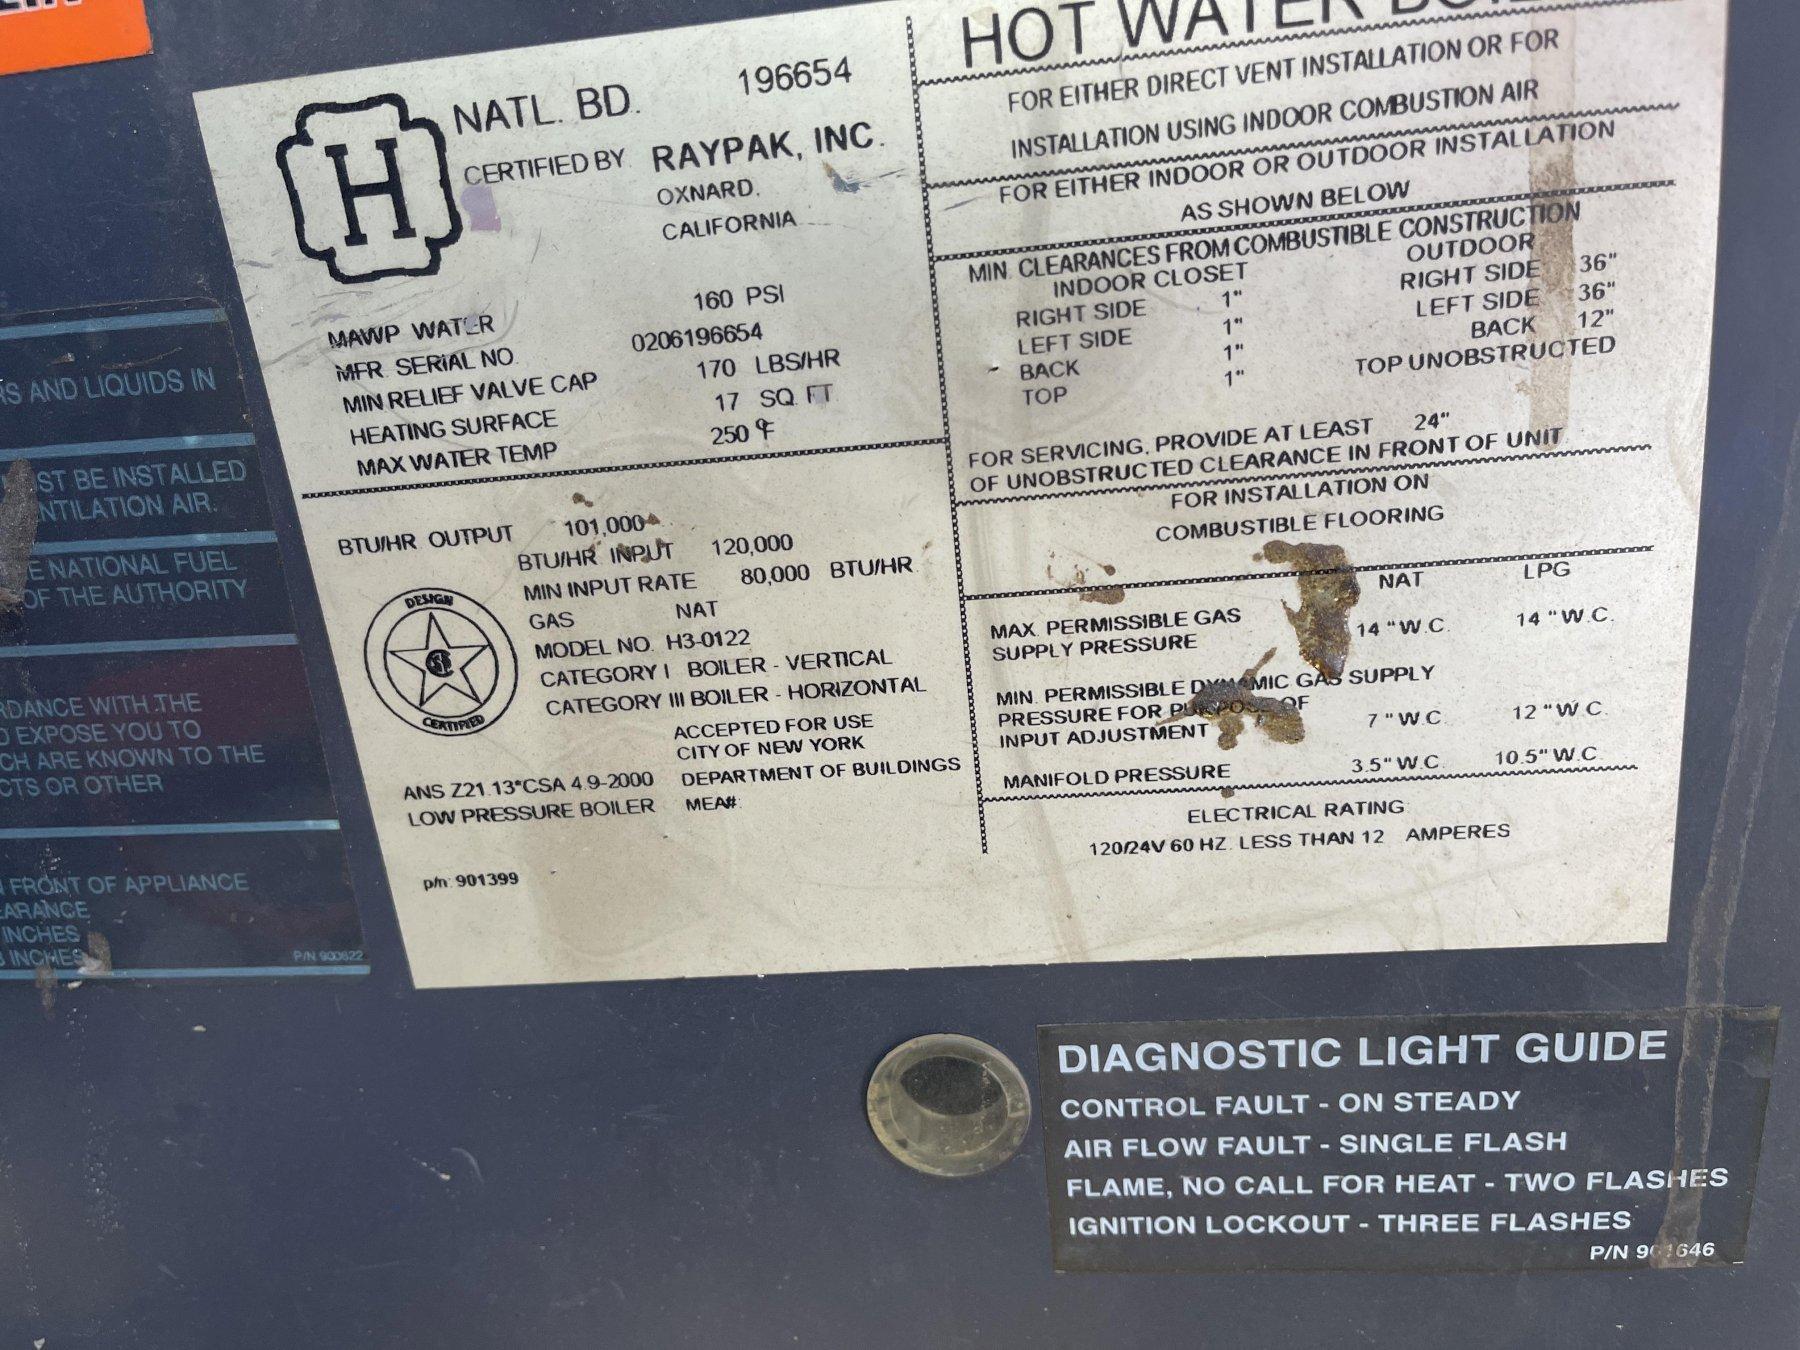 HOT WATER
FOR EITHER DIRECT VENT INSTALLATION OR FOR
INSTALLATION USING INDOOR COMBUSTION AIR
FOR EITHER INDOOR OR OUTDOOR INSTALLATION
AS SHOWN BELOW
MIN. CLEARANCES FROM COMBUSTIBLE CONSTRUCTION
INDOOR CLOSET OUTDOOR
RIGHT SIDE 1" RIGHT SIDE 36"
LEFT SIDE 1" LEFT SIDE 36"
BACK 1" BACK 12"
TOP 1" TOP UNOBSTRUCTED
FOR SERVICING, PROVIDE AT LEAST 24"
OF UNOBSTRUCTED CLEARANCE IN FRONT OF UNIT
FOR INSTALLATION ON
COMBUSTIBLE FLOORING
NAT LPG
MAX. PERMISSIBLE GAS
SUPPLY PRESSURE 14 "W.C. 14 "W.C.
MIN. PERMISSIBLE DYNAMIC GAS SUPPLY
PRESSURE FOR PURPOSE OF
INPUT ADJUSTMENT 7 "W.C. 12 "W.C.
MANIFOLD PRESSURE 3.5" W.C. 10.5" W.C.
ELECTRICAL RATING
120/24V 60 HZ. LESS THAN 12 AMPERES
H
NATL. BD. 196654
CERTIFIED BY RAYPAK, INC.
OXNARD,
CALIFORNIA
MAWP WATER 160 PSI
MFR. SERIAL NO. 0206196654
MIN RELIEF VALVE CAP 170 LBS/HR
HEATING SURFACE 17 SQ. FT
MAX WATER TEMP 250 °F
BTU/HR OUTPUT 101,000
BTU/HR INPUT 120,000
MIN INPUT RATE 80,000 BTU/HR
GAS NAT
MODEL NO. H3-0122
CATEGORY I BOILER - VERTICAL
CATEGORY III BOILER - HORIZONTAL
DESIGN
CERTIFIED
ACCEPTED FOR USE
CITY OF NEW YORK
DEPARTMENT OF BUILDINGS
MEA#:
ANS Z21.13*CSA 4.9-2000
LOW PRESSURE BOILER
p/n: 901399
AND LIQUIDS IN
BE INSTALLED
AIR.
NATIONAL FUEL
OF THE AUTHORITY
WITH THE
EXPOSE YOU TO
ARE KNOWN TO THE
OR OTHER
FRONT OF APPLIANCE
INCHES
INCHES
P/N 900622
DIAGNOSTIC LIGHT GUIDE
CONTROL FAULT - ON STEADY
AIR FLOW FAULT - SINGLE FLASH
FLAME, NO CALL FOR HEAT - TWO FLASHES
IGNITION LOCKOUT - THREE FLASHES
P/N